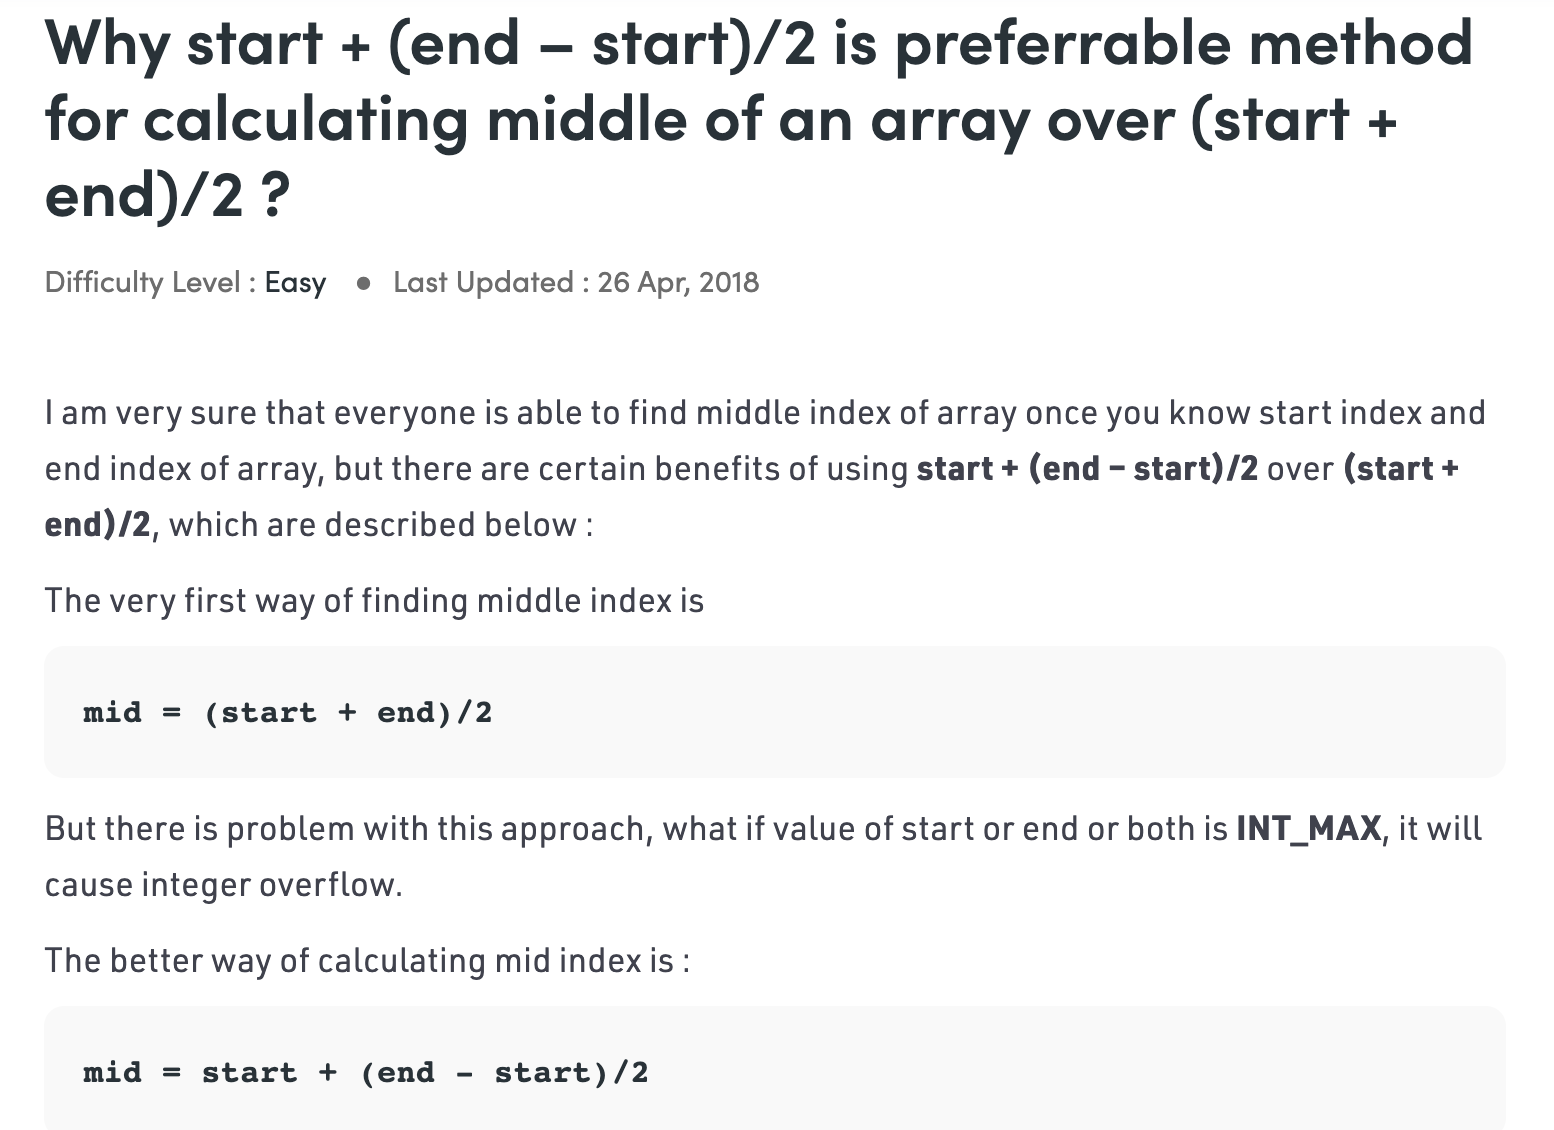 Why start + (end – start)/2 is preferrable method
for calculating middle of an array over (start +
end)/2 ?
Difficulty Level : Easy ● Last Updated : 26 Apr, 2018
I am very sure that everyone is able to find middle index of array once you know start index and
end index of array, but there are certain benefits of using start + (end – start)/2 over (start +
end)/2, which are described below :
The very first way of finding middle index is
mid = (start + end)/2
But there is problem with this approach, what if value of start or end or both is INT_MAX, it will
cause integer overflow.
The better way of calculating mid index is :
mid = start + (end - start)/2